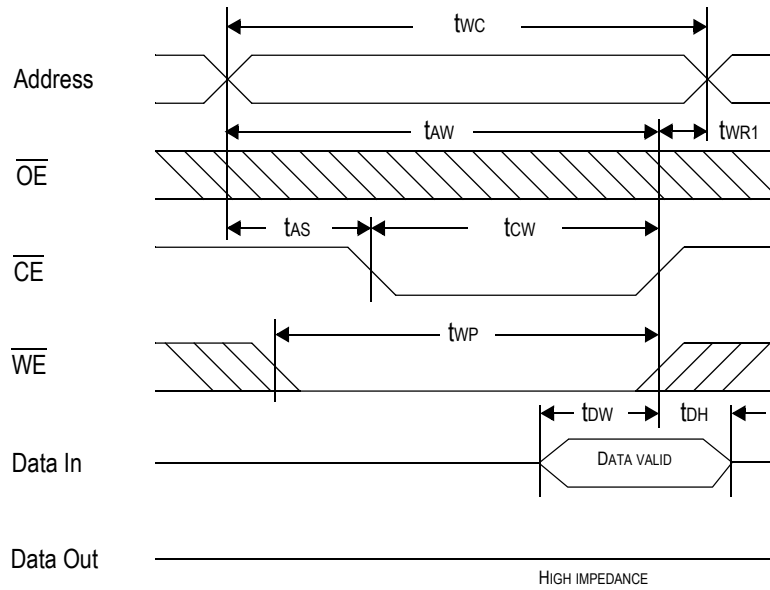 tWC
Address
tAW
tWR1
OE
tAS
tCW
CE
tWP
WE
tDW
tDH
Data In
DATA VALID
Data Out
HIGH IMPEDANCE